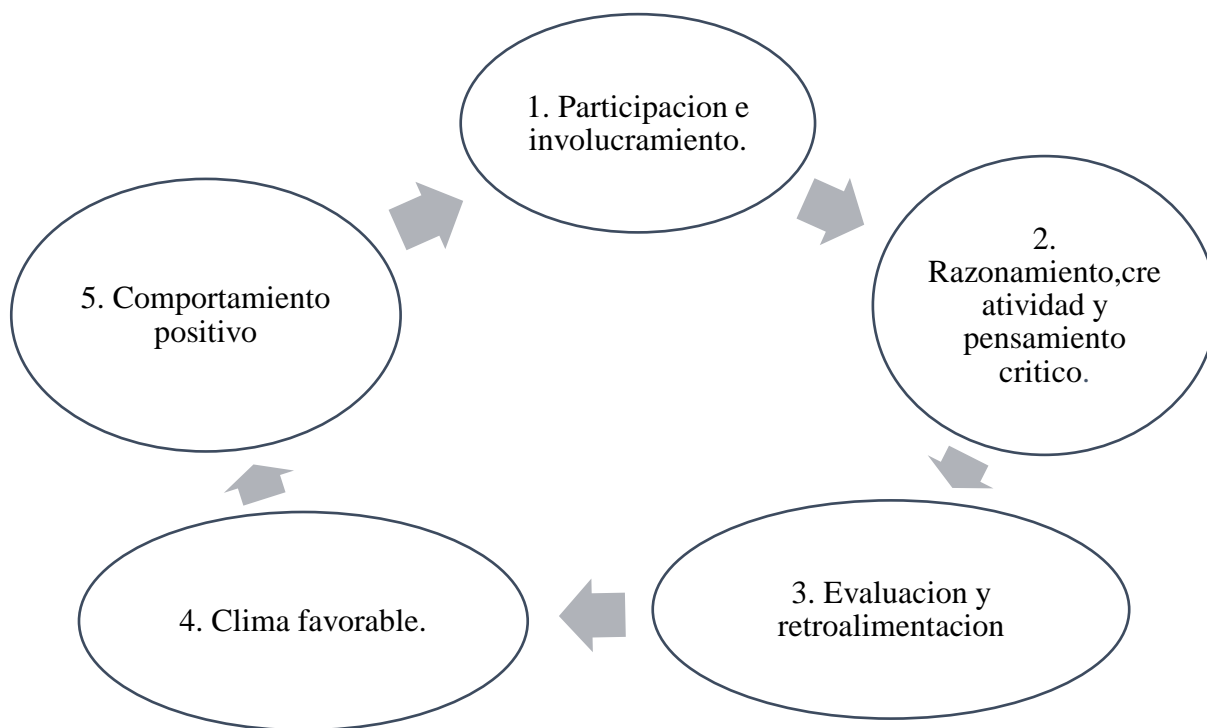 1. Participacion e
involucramiento.
2.
Razonamiento,cre
atividad y
pensamiento
critico.
3. Evaluacion y
retroalimentacion
4. Clima favorable.
5. Comportamiento
positivo